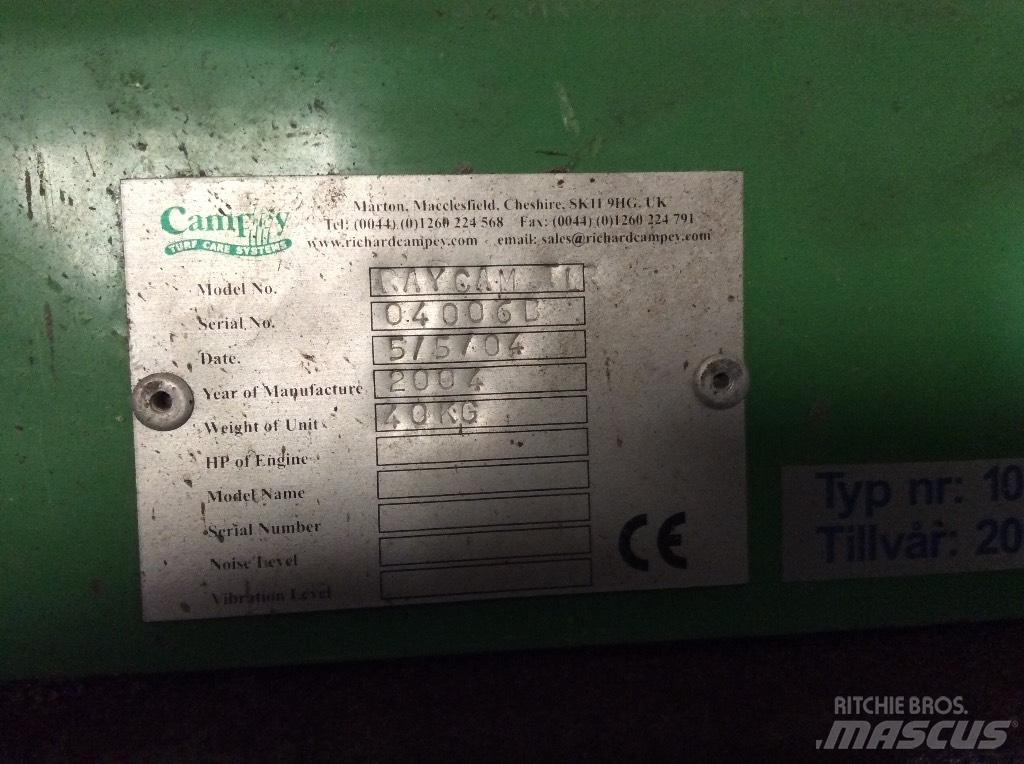 Campey
TURF CARE SYSTEMS
Marton, Macclesfield, Cheshire, SK11 9HG, UK
Tel: (0044) (0)1260 224 568 Fax: (0044) (0)1260 224 791
www.richardcampey.com email: sales@richardcampey.com
Model No.
Serial No. 04006D
Date. 5/5/04
Year of Manufacture 2004
Weight of Unit 40KG
HP of Engine
Model Name
Serial Number
Noise Level
Vibration Level
CE
Typ nr: 10
Tillvår: 20
RITCHIE BROS.
MASCUS